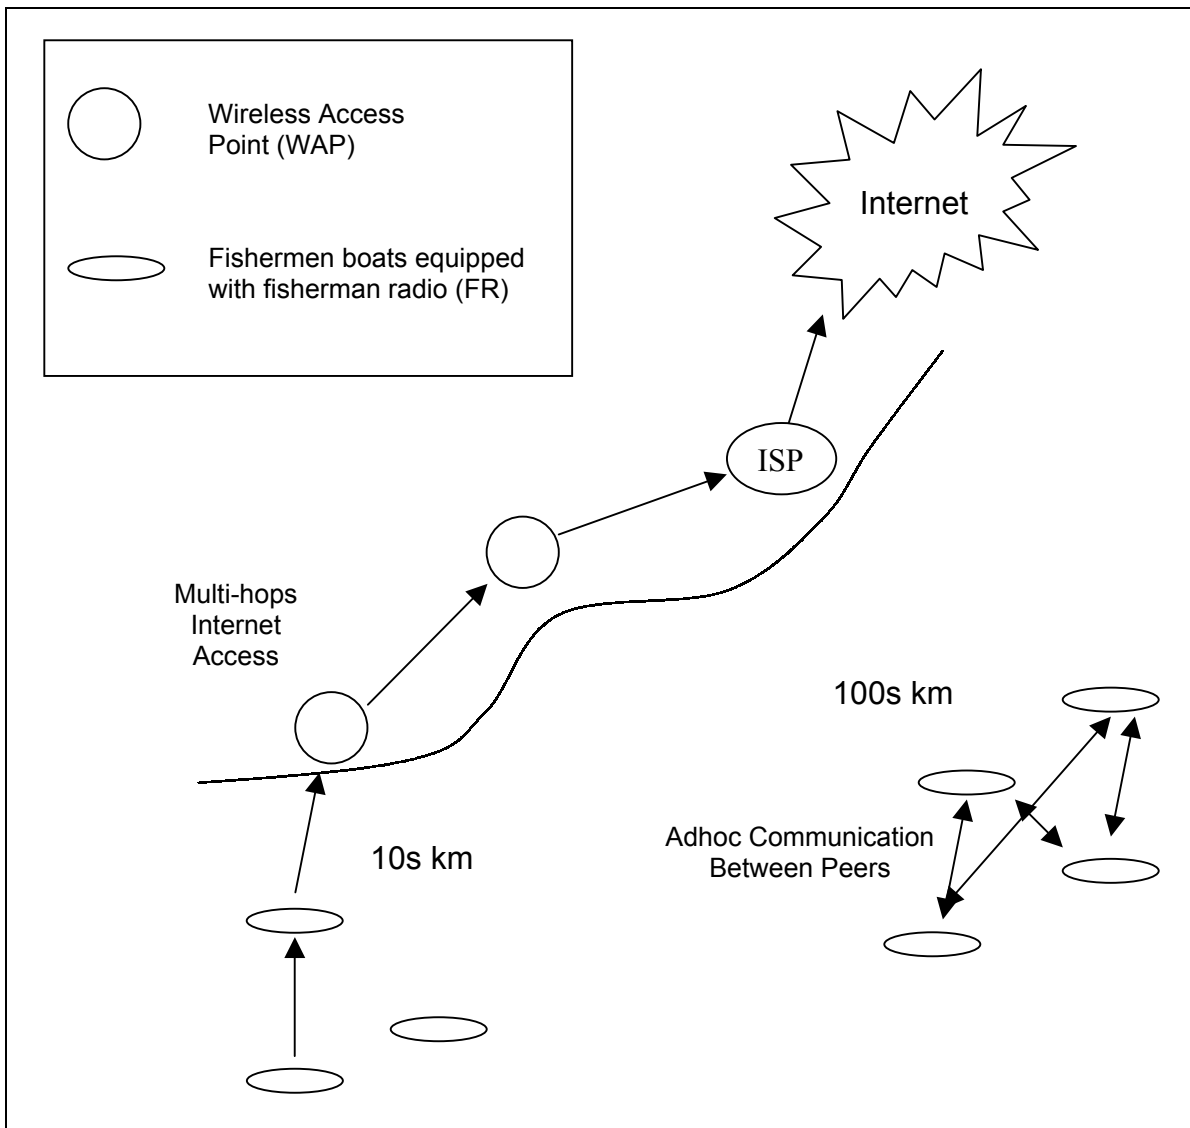 Wireless Access
Point (WAP)
Fishermen boats equipped
with fisherman radio (FR)
Internet
ISP
Multi-hops
Internet
Access
100s km
10s km
Adhoc Communication
Between Peers